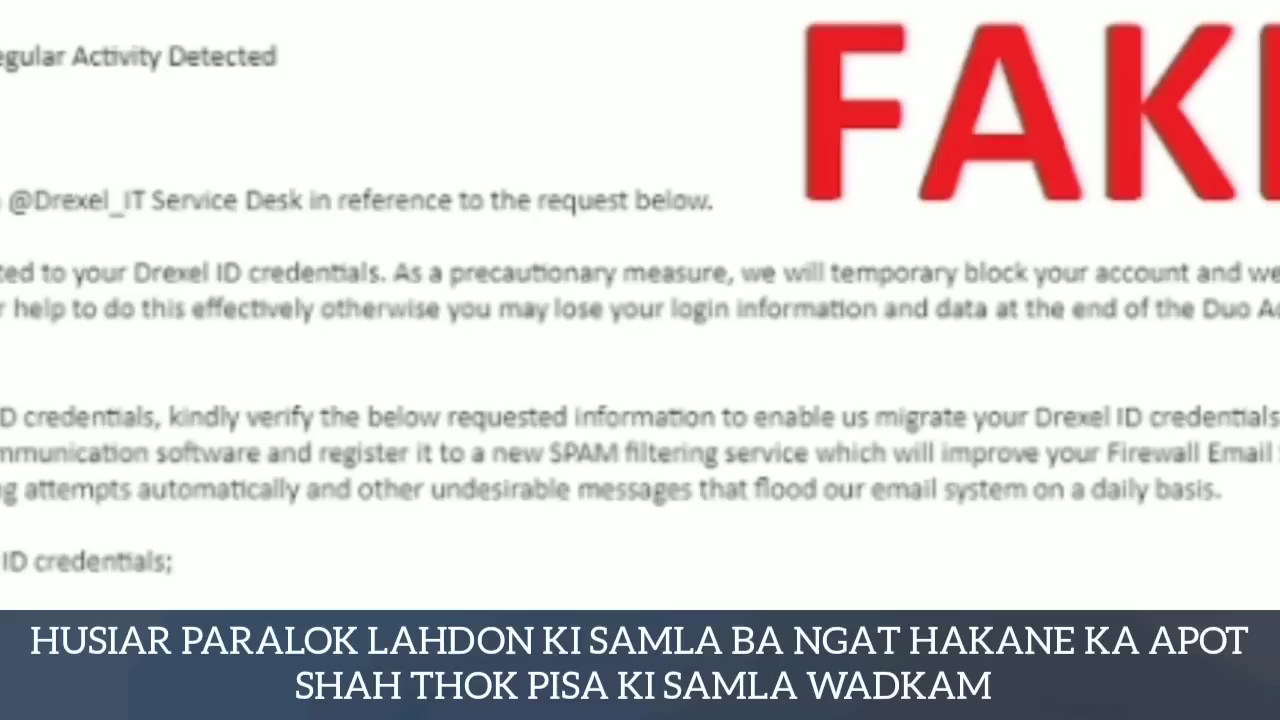 egular Activity Detected
FAK
@Drexel_IT Service Desk in reference to the request below.
ted to your Drexel ID credentials. As a precautionary measure, we will temporary block your account and we
r help to do this effectively otherwise you may lose your login information and data at the end of the Duo A
D credentials, kindly verify the below requested information to enable us migrate your Drexel ID credentials
mmunication software and register it to a new SPAM filtering service which will improve your Firewall Email
ng attempts automatically and other undesirable messages that flood our email system on a daily basis.
ID credentials;
HUSIAR PARALOK LAHDON KI SAMLA BA NGAT HAKANE KA APOT
SHAH THOK PISA KI SAMLA WADKAM